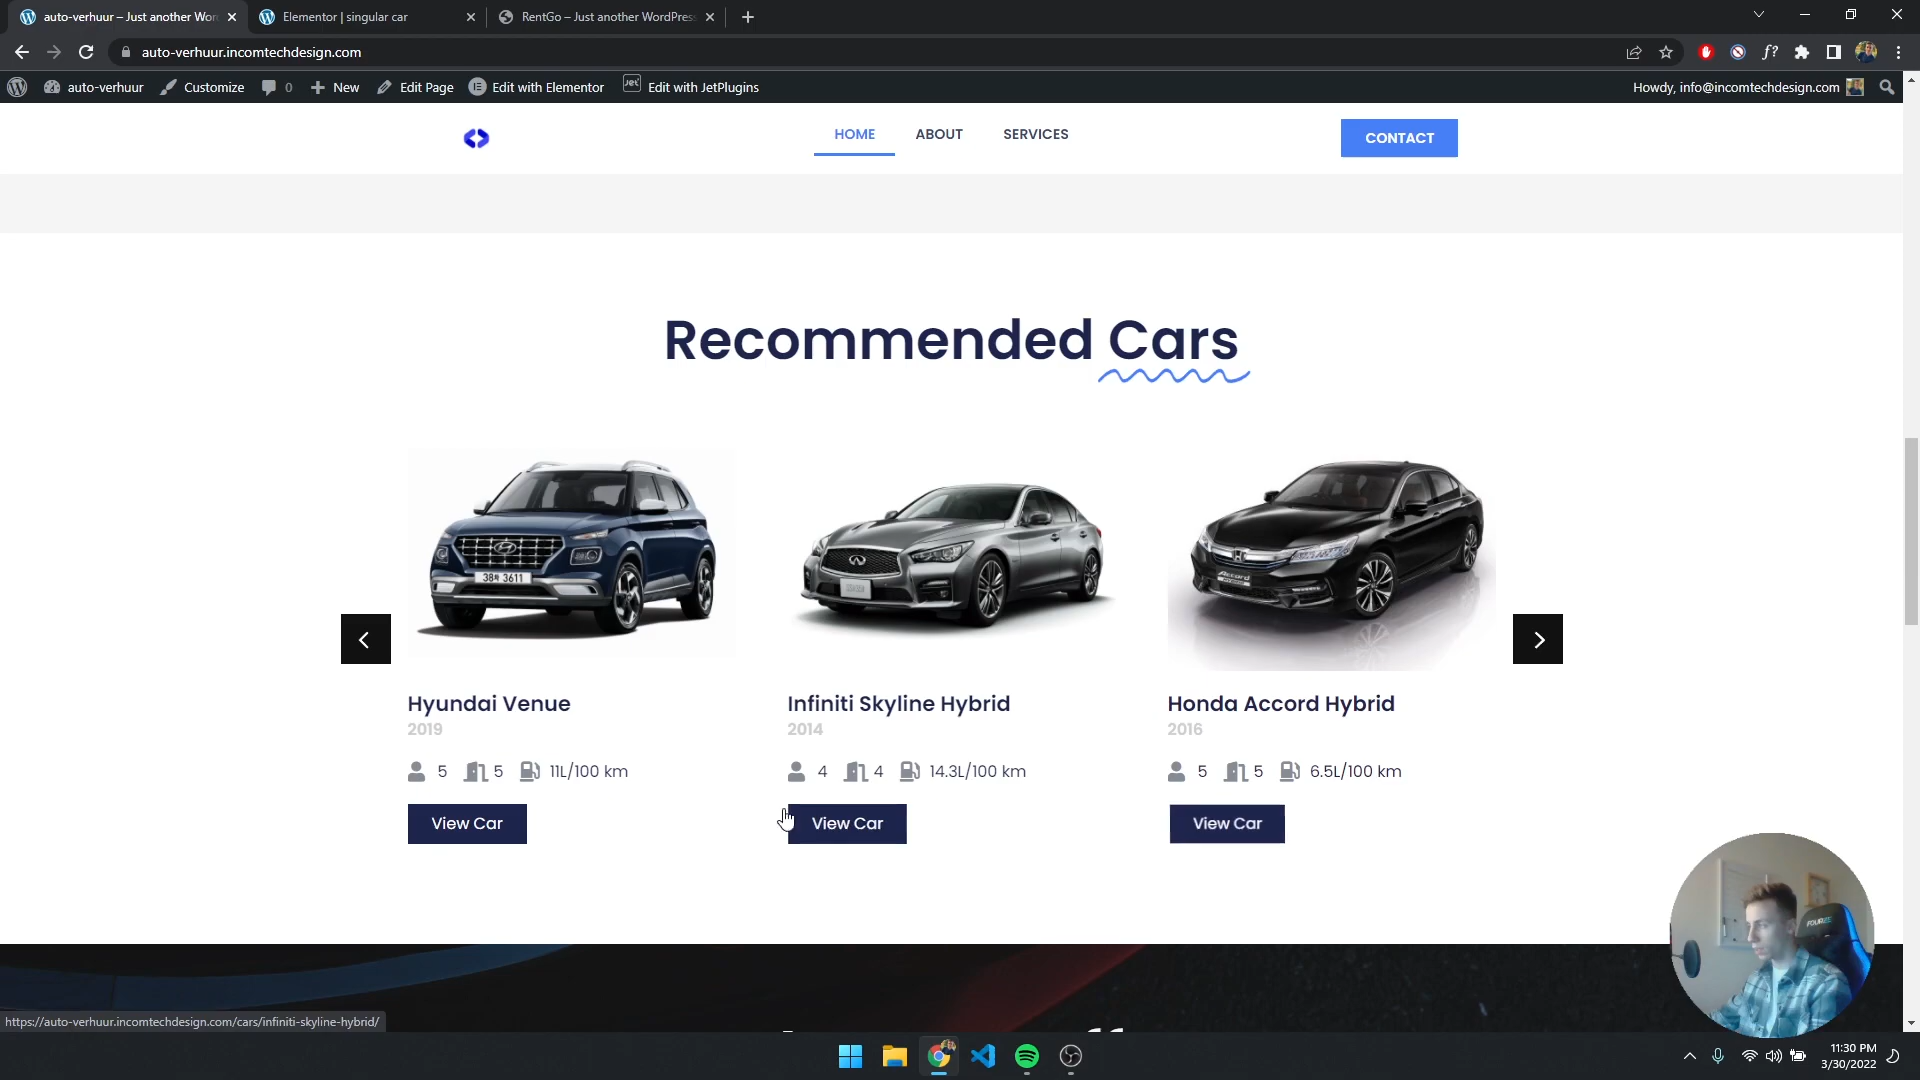 auto-verhuur – Just another Wor
Elementor | singular car
RentGo – Just another WordPress
auto-verhuur.incomtechdesign.com
auto-verhuur
Customize
0
New
Edit Page
Edit with Elementor
Jet
Edit with JetPlugins
Howdy, info@incomtechdesign.com
HOME
ABOUT
SERVICES
CONTACT
Recommended Cars
Hyundai Venue
2019
5 5 11L/100 km
View Car
Infiniti Skyline Hybrid
2014
4 4 14.3L/100 km
View Car
Honda Accord Hybrid
2016
5 5 6.5L/100 km
View Car
https://auto-verhuur.incomtechdesign.com/cars/infiniti-skyline-hybrid/
11:30 PM
3/30/2022